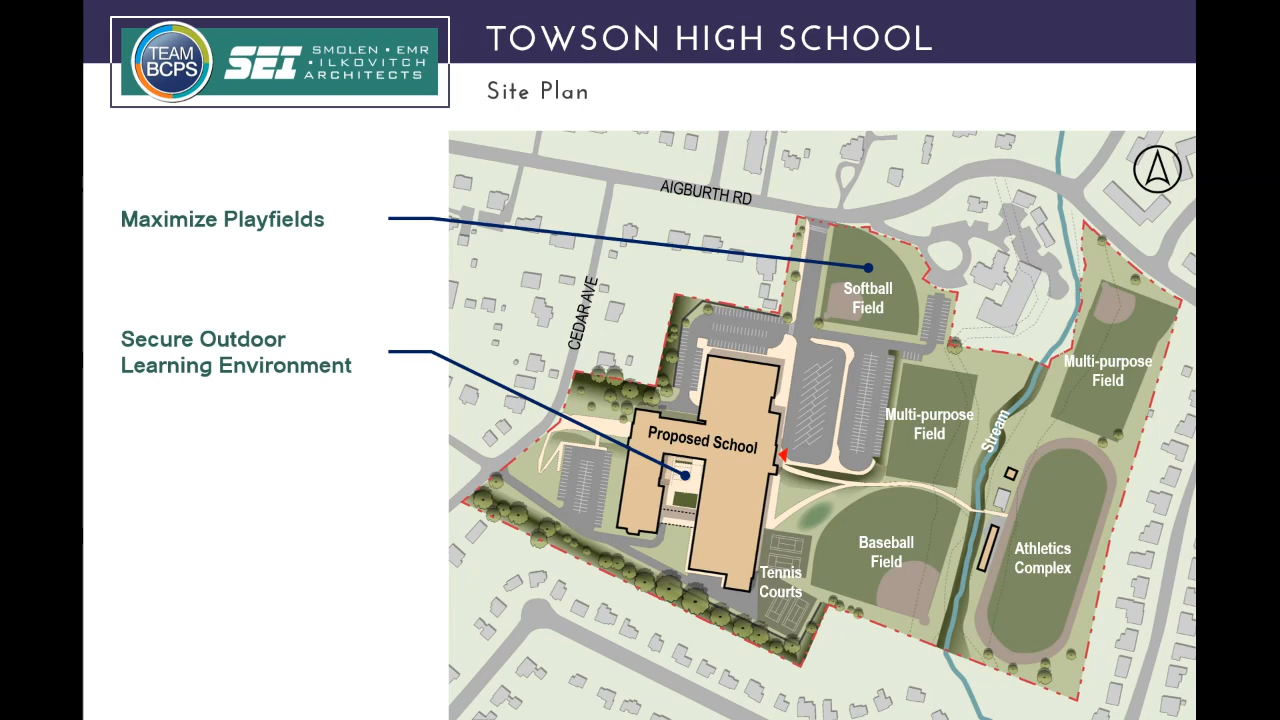 TEAM
BCPS
SEI
SMOLEN • EMR
• ILKOVITCH
ARCHITECTS
TOWSON HIGH SCHOOL
Site Plan
Maximize Playfields
Secure Outdoor
Learning Environment
AIGBURTH RD
CEDAR AVE
Softball
Field
Multi-purpose
Field
Multi-purpose
Field
Stream
Proposed School
Baseball
Field
Athletics
Complex
Tennis
Courts